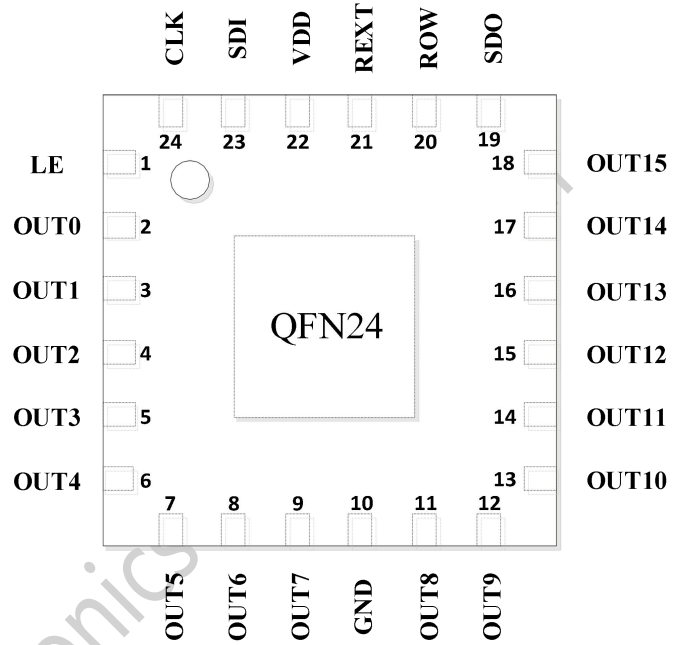 CLK SDI VDD REXT ROW SDO
24 23 22 21 20 19
LE 1 18 OUT15
OUT0 2 17 OUT14
OUT1 3 16 OUT13
QFN24
OUT2 4 15 OUT12
OUT3 5 14 OUT11
OUT4 6 13 OUT10
7 8 9 10 11 12
OUT5 OUT6 OUT7 GND OUT8 OUT9
onics